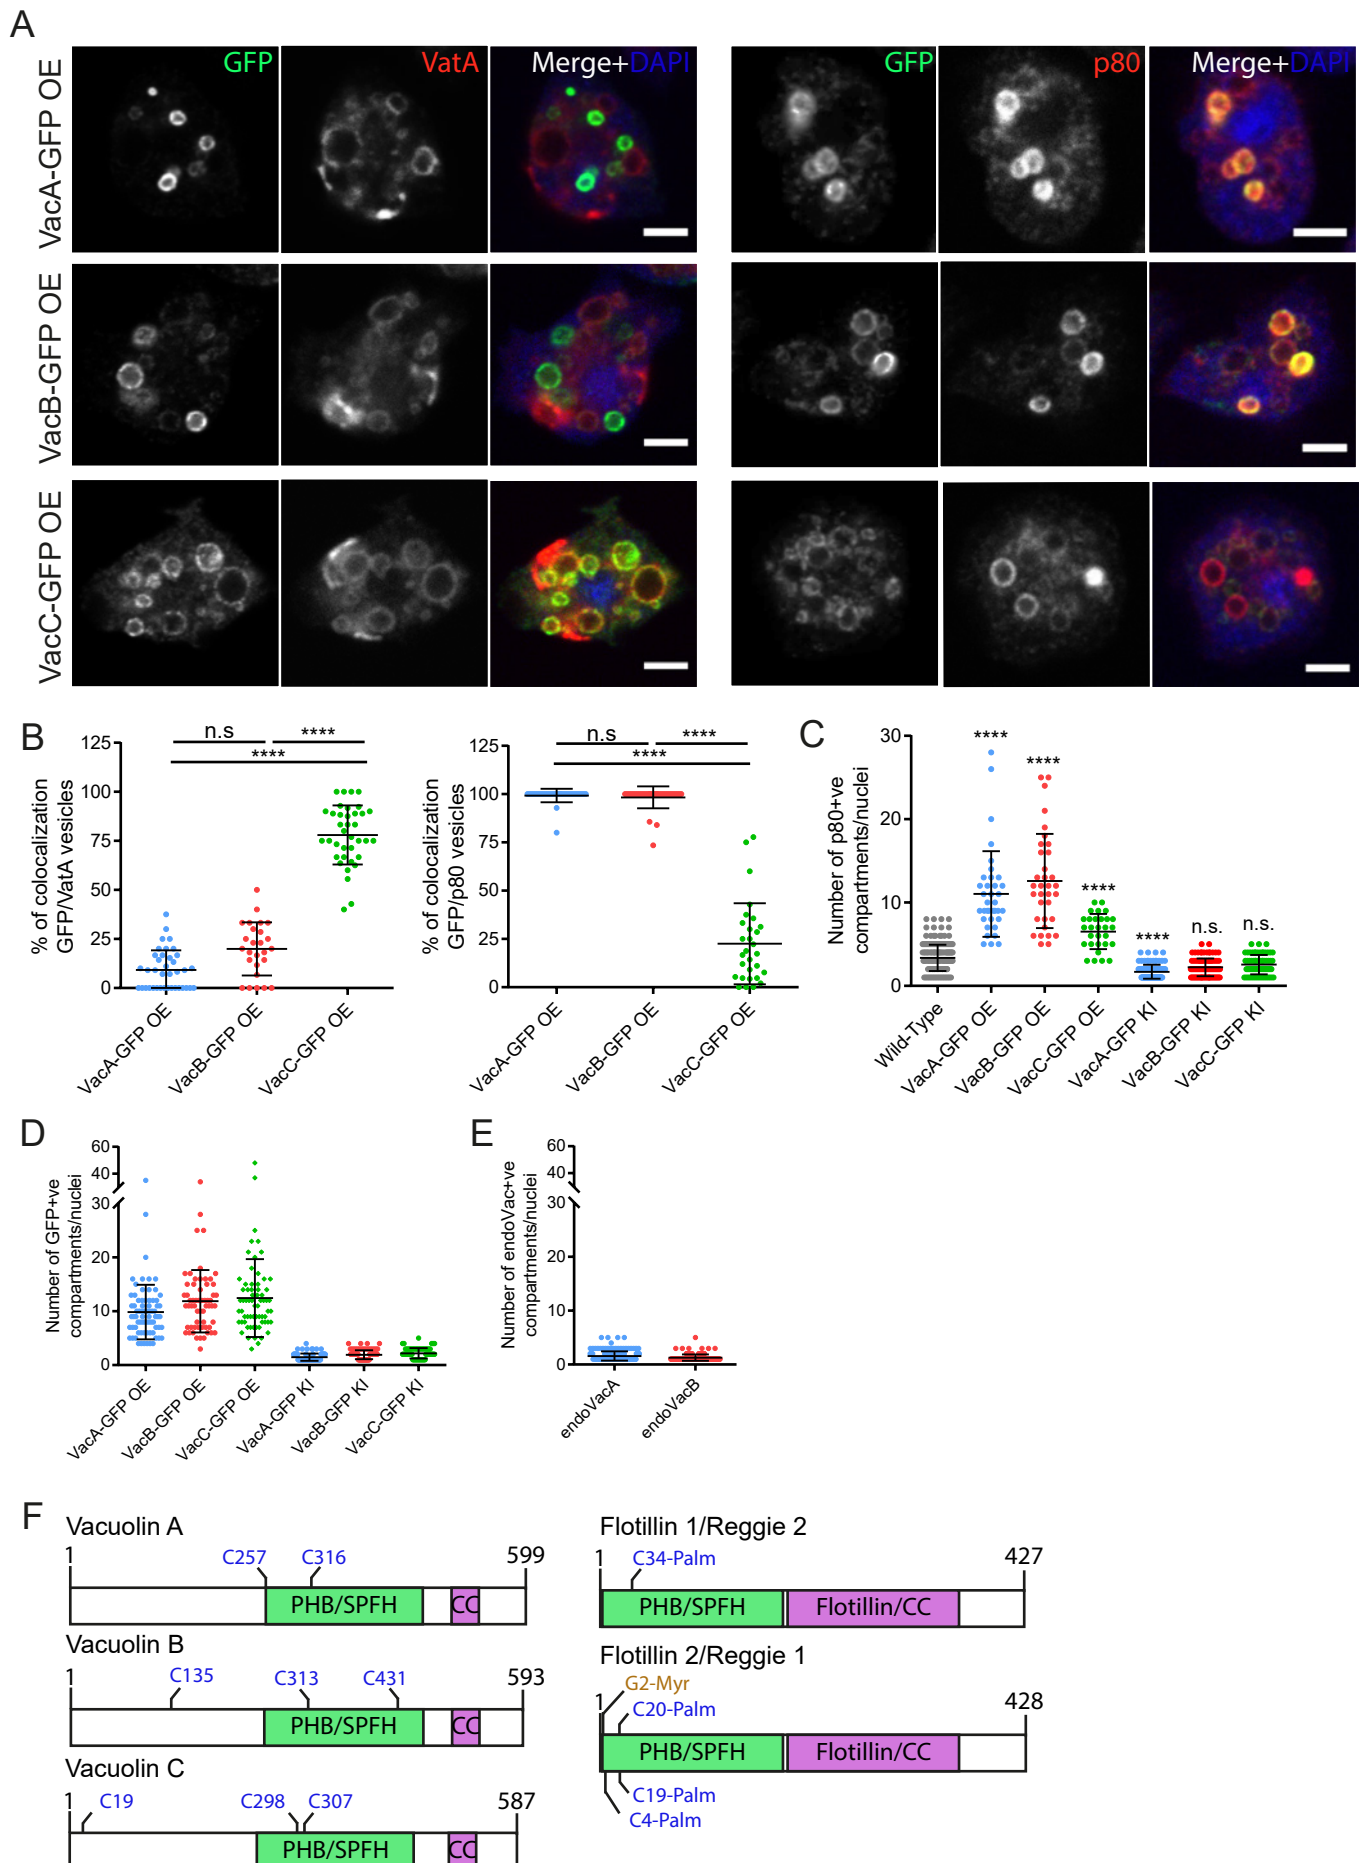 A
GFP VatA Merge+DAPI GFP p80 Merge+DAPI
VacA-GFP OE
VacB-GFP OE
VacC-GFP OE
B
n.s ****
****
% of colocalization
GFP/VatA vesicles
125
100
75
50
25
0
VacA-GFP OE VacB-GFP OE VacC-GFP OE
n.s ****
****
% of colocalization
GFP/p80 vesicles
125
100
75
50
25
0
VacA-GFP OE VacB-GFP OE VacC-GFP OE
C
Number of p80+ve
compartments/nuclei
30
20
10
0
**** **** **** **** n.s. n.s.
Wild-Type VacA-GFP OE VacB-GFP OE VacC-GFP OE VacA-GFP KI VacB-GFP KI VacC-GFP KI
D
Number of GFP+ve
compartments/nuclei
60
40
30
20
10
0
VacA-GFP OE VacB-GFP OE VacC-GFP OE VacA-GFP KI VacB-GFP KI VacC-GFP KI
E
Number of endoVac+ve
compartments/nuclei
60
40
30
20
10
0
endoVacA endoVacB
F
Vacuolin A
1 C257 C316 599
PHB/SPFH CC
Vacuolin B
1 C135 C313 C431 593
PHB/SPFH CC
Vacuolin C
1 C19 C298 C307 587
PHB/SPFH CC
Flotillin 1/Reggie 2
1 C34-Palm 427
PHB/SPFH Flotillin/CC
Flotillin 2/Reggie 1
G2-Myr
1 C20-Palm 428
PHB/SPFH Flotillin/CC
C19-Palm
C4-Palm